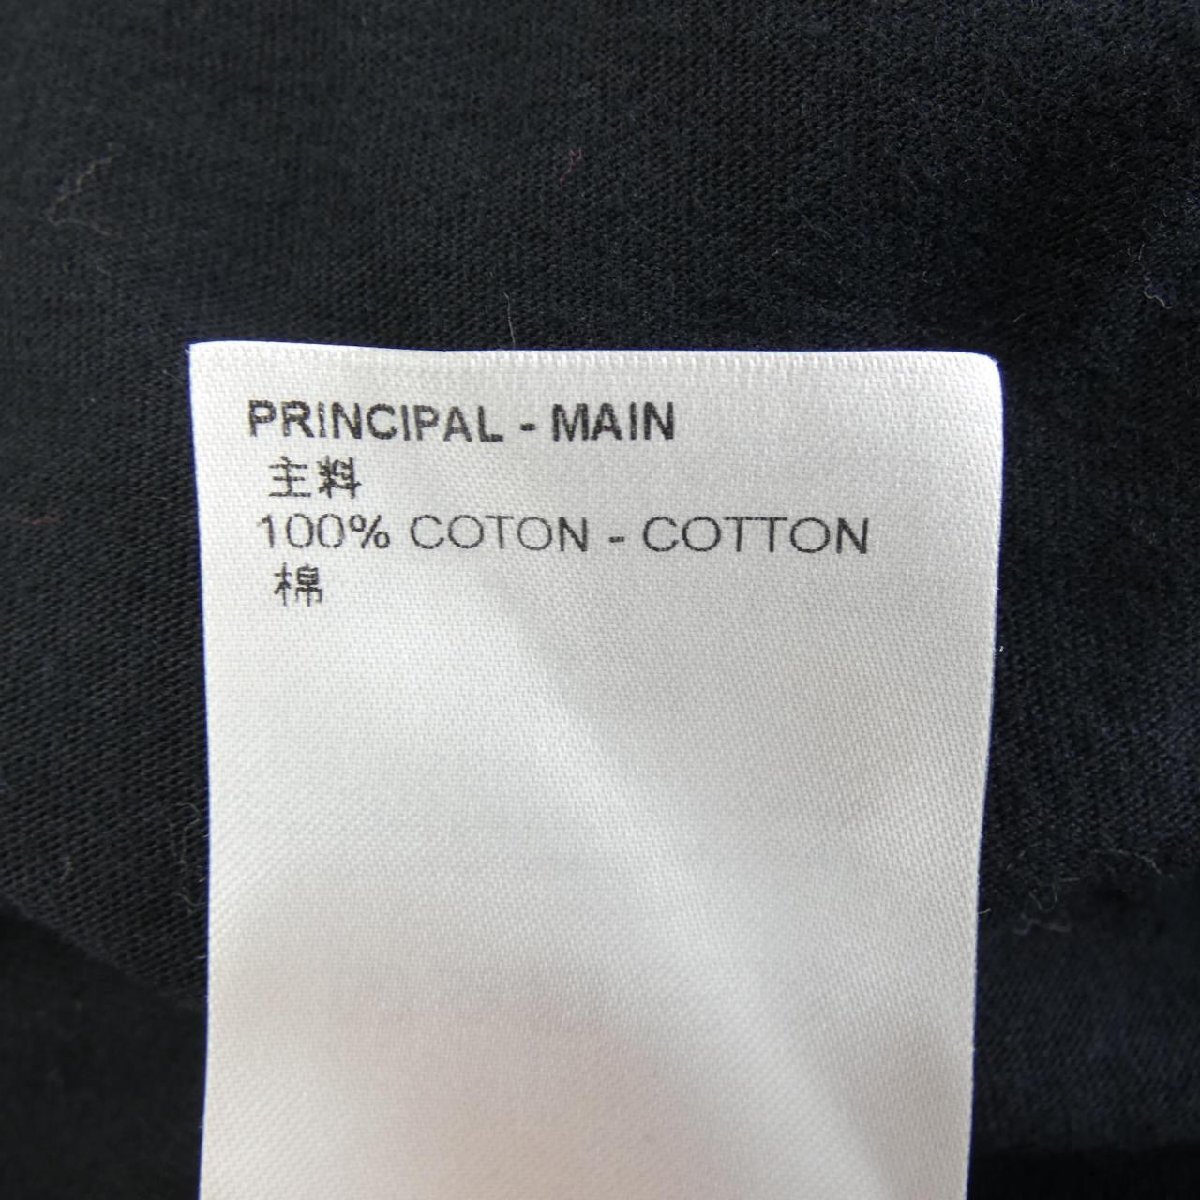 PRINCIPAL - MAIN
主料
100% COTON - COTTON
棉